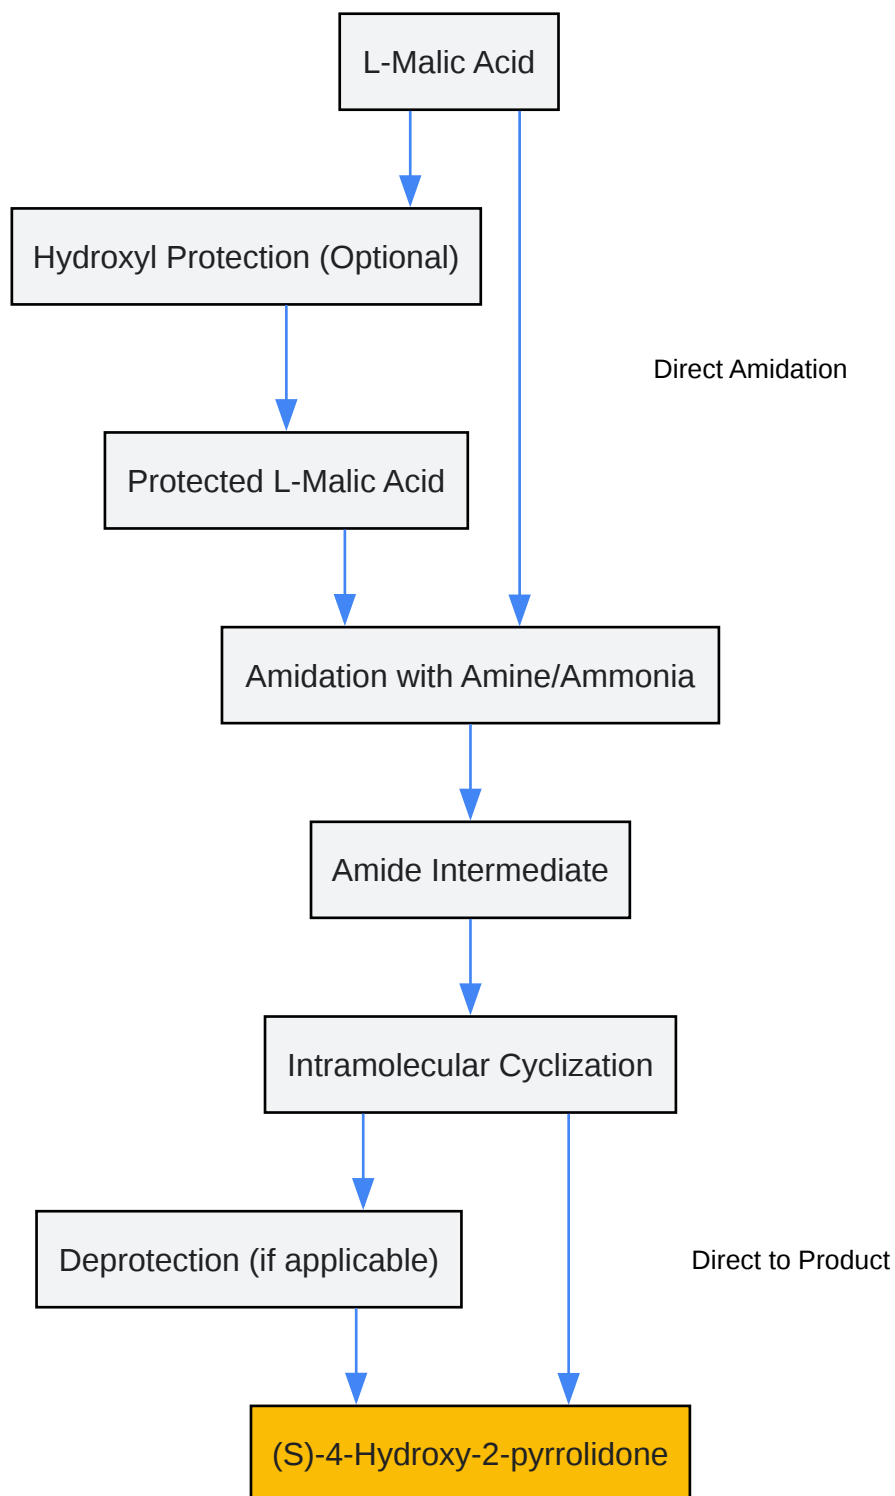 L-Malic Acid
Hydroxyl Protection (Optional)
Direct Amidation
Protected L-Malic Acid
Amidation with Amine/Ammonia
Amide Intermediate
Intramolecular Cyclization
Deprotection (if applicable)
Direct to Product
(S)-4-Hydroxy-2-pyrrolidone